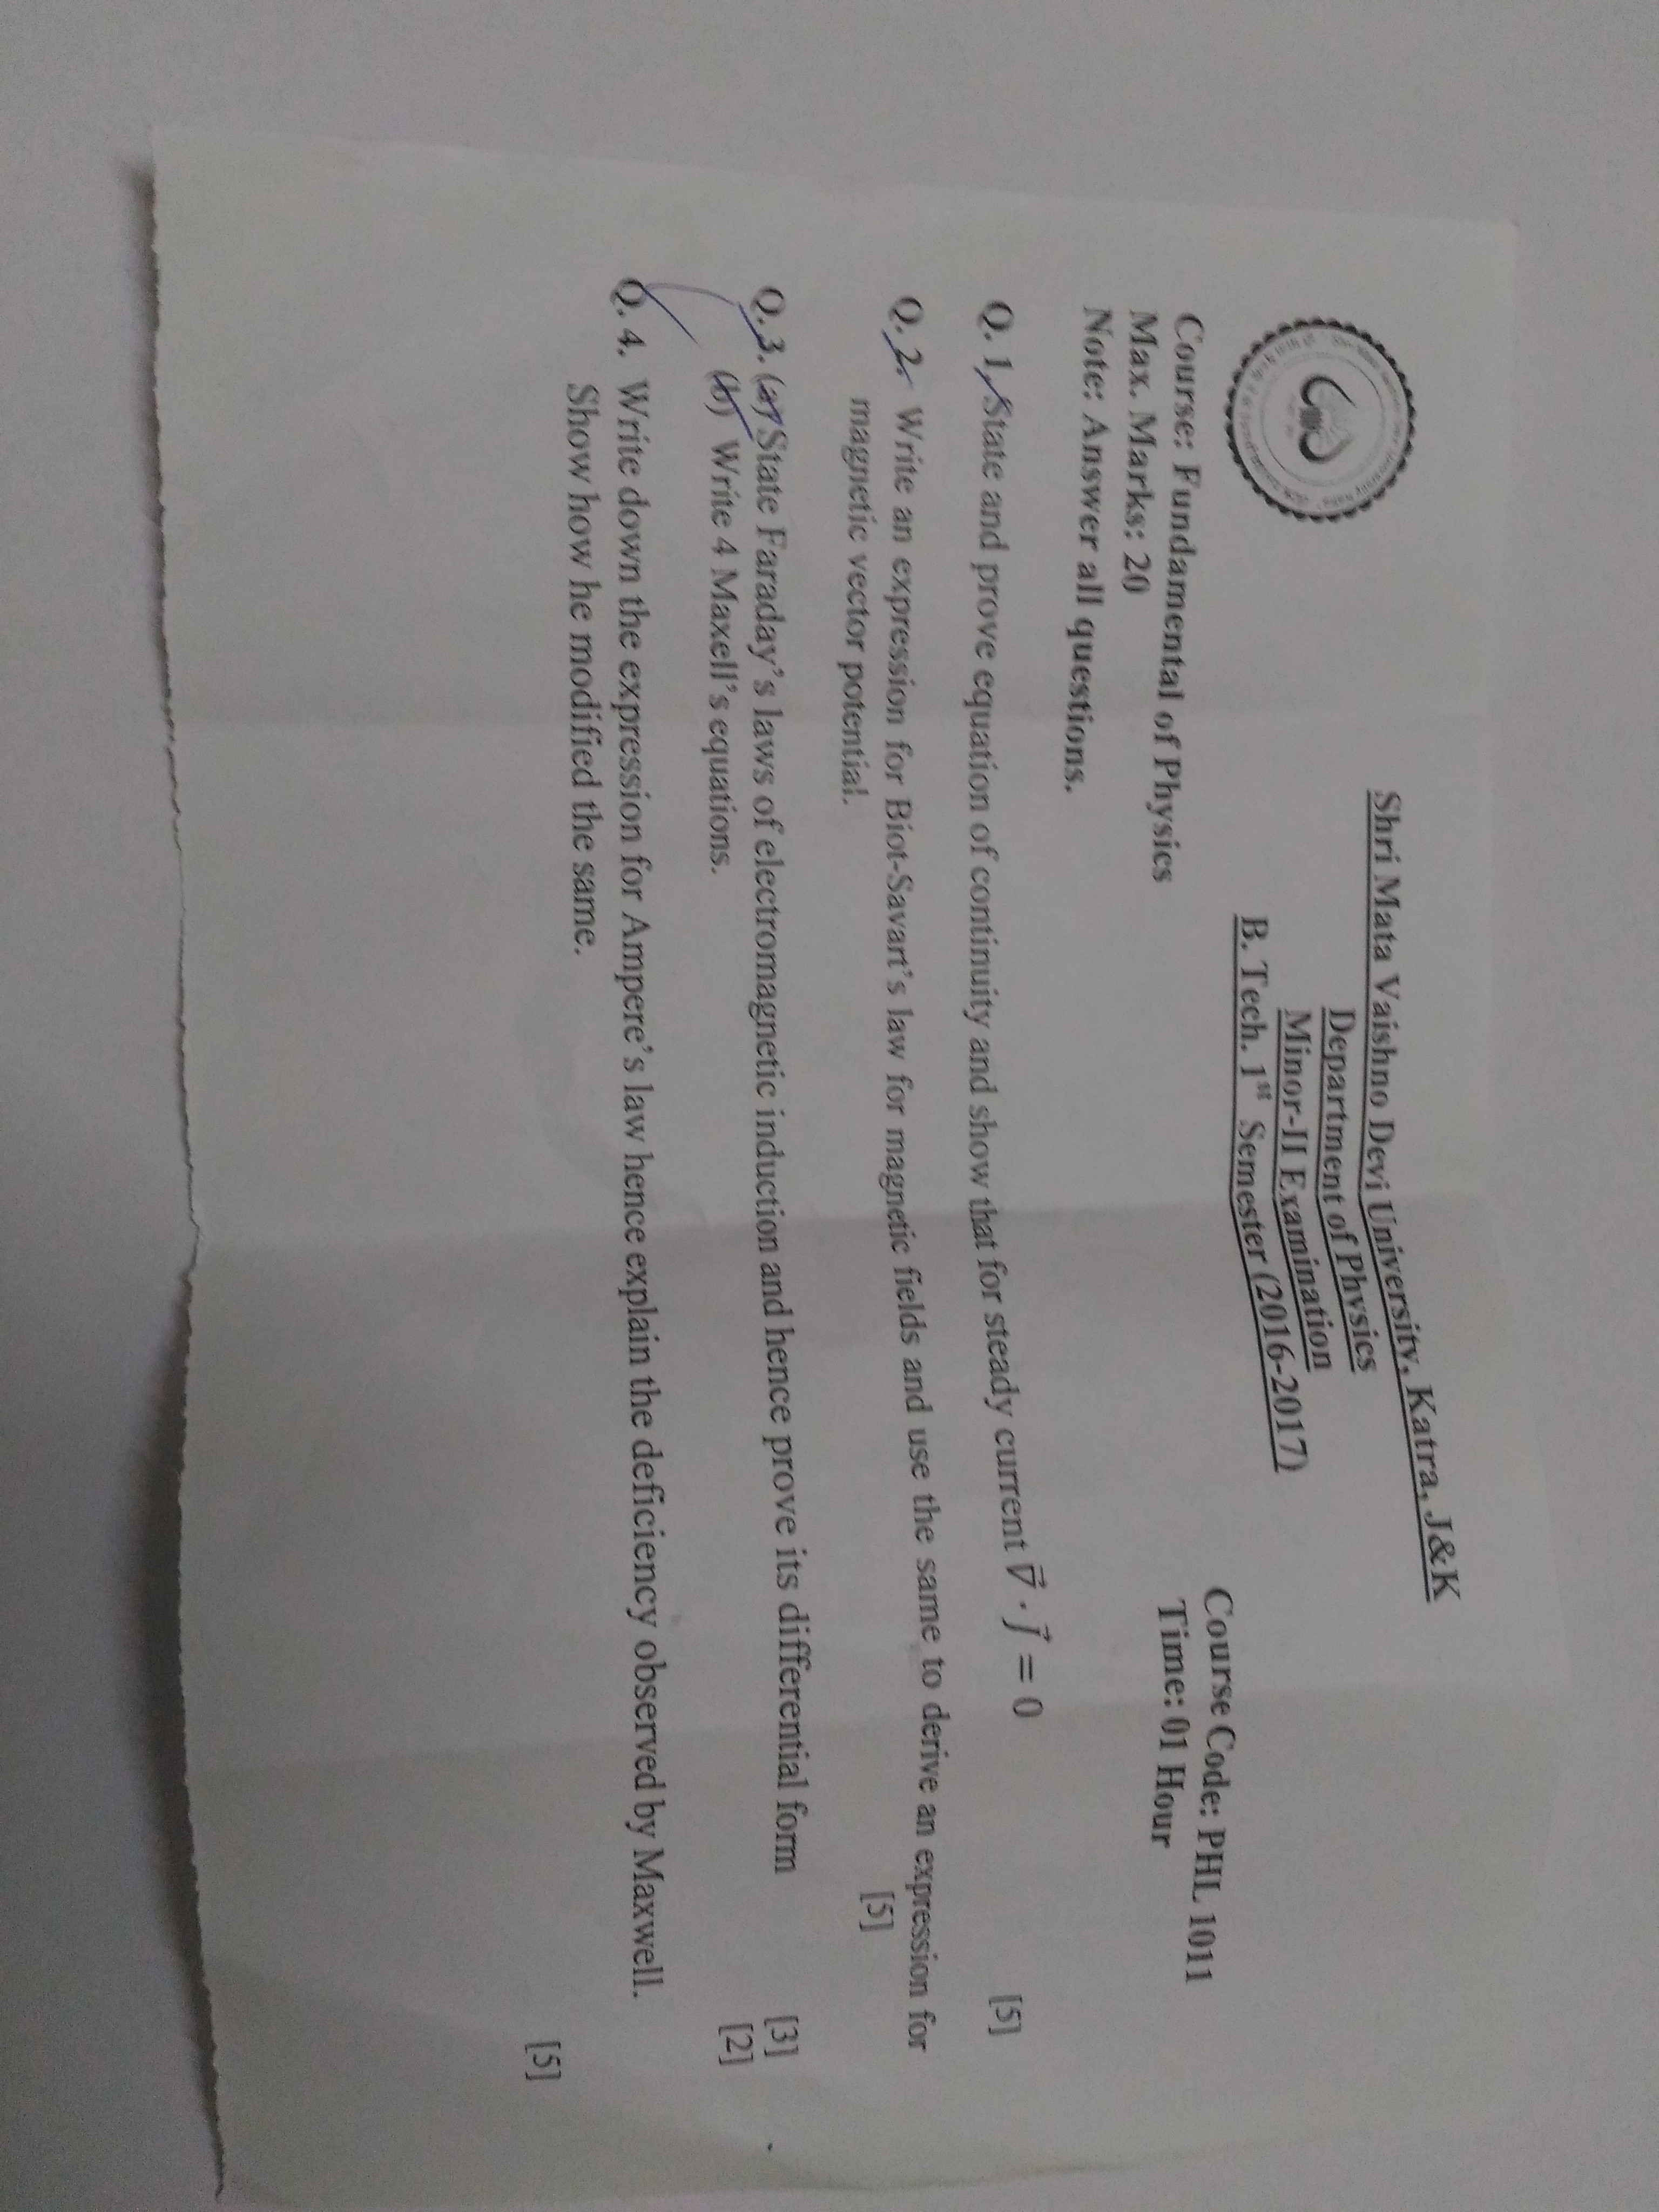 Shri Mata Vaishno Devi University, Katra, J&K
Department of Physics
Minor-II Examination
B. Tech. 1st Semester (2016-2017)
Course: Fundamental of Physics Course Code: PHL 1011
Max. Marks: 20 Time: 01 Hour
Note: Answer all questions.
Q. 1. State and prove equation of continuity and show that for steady current ∇⃗ · J⃗ = 0 [5]
Q. 2. Write an expression for Biot-Savart's law for magnetic fields and use the same to derive an expression for
magnetic vector potential. [5]
Q. 3. (a) State Faraday's laws of electromagnetic induction and hence prove its differential form [3]
(b) Write 4 Maxell's equations. [2]
Q. 4. Write down the expression for Ampere's law hence explain the deficiency observed by Maxwell.
Show how he modified the same. [5]